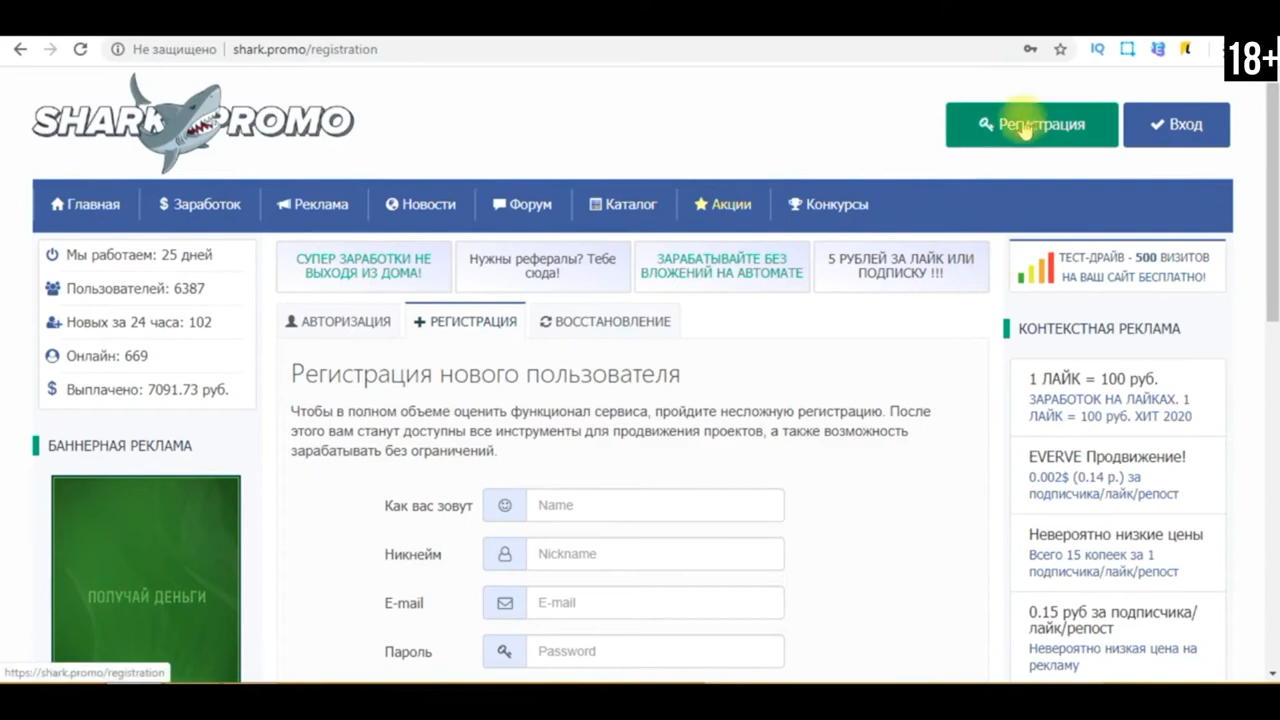 Не защищено shark.promo/registration
18+
SHARK PROMO
Регистрация
Вход
Главная
Заработок
Реклама
Новости
Форум
Каталог
Акции
Конкурсы
Мы работаем: 25 дней
Пользователей: 6387
Новых за 24 часа: 102
Онлайн: 669
Выплачено: 7091.73 руб.
БАННЕРНАЯ РЕКЛАМА
ПОЛУЧАЙ ДЕНЬГИ
СУПЕР ЗАРАБОТКИ НЕ
ВЫХОДЯ ИЗ ДОМА!
Нужны рефералы? Тебе
сюда!
ЗАРАБАТЫВАЙТЕ БЕЗ
ВЛОЖЕНИЙ НА АВТОМАТЕ
5 РУБЛЕЙ ЗА ЛАЙК ИЛИ
ПОДПИСКУ !!!
АВТОРИЗАЦИЯ
РЕГИСТРАЦИЯ
ВОССТАНОВЛЕНИЕ
Регистрация нового пользователя
Чтобы в полном объеме оценить функционал сервиса, пройдите несложную регистрацию. После
этого вам станут доступны все инструменты для продвижения проектов, а также возможность
зарабатывать без ограничений.
Как вас зовут Name
Никнейм Nickname
E-mail E-mail
Пароль Password
ТЕСТ-ДРАЙВ - 500 ВИЗИТОВ
НА ВАШ САЙТ БЕСПЛАТНО!
КОНТЕКСТНАЯ РЕКЛАМА
1 ЛАЙК = 100 руб.
ЗАРАБОТОК НА ЛАЙКАХ. 1
ЛАЙК = 100 руб. ХИТ 2020
EVERVE Продвижение!
0.002$ (0.14 р.) за
подписчика/лайк/репост
Невероятно низкие цены
Всего 15 копеек за 1
подписчика/лайк/репост
0.15 руб за подписчика/
лайк/репост
Невероятно низкая цена на
рекламу
https://shark.promo/registration